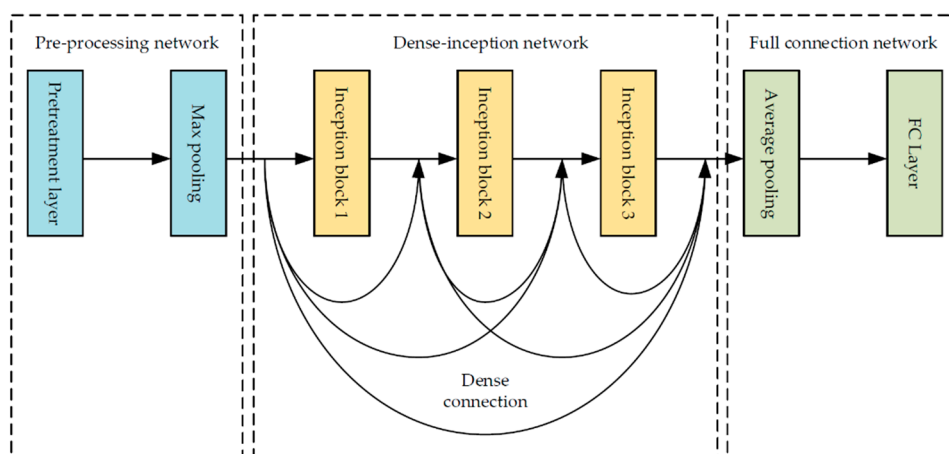 Pre-processing network
Dense-inception network
Full connection network
Pretreatment layer
Max pooling
Inception block 1
Inception block 2
Inception block 3
Average pooling
FC Layer
Dense
connection